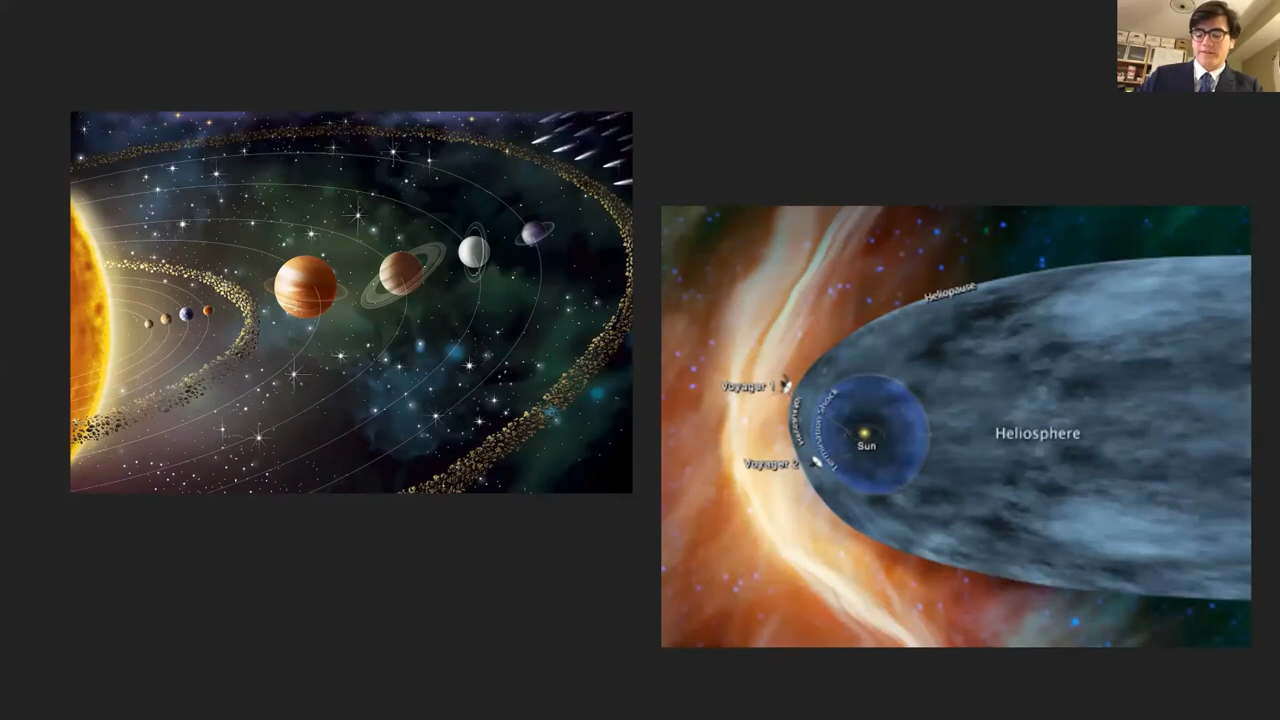 Heliopause
Voyager 1
Termination Shock
Sun
Heliosphere
Voyager 2